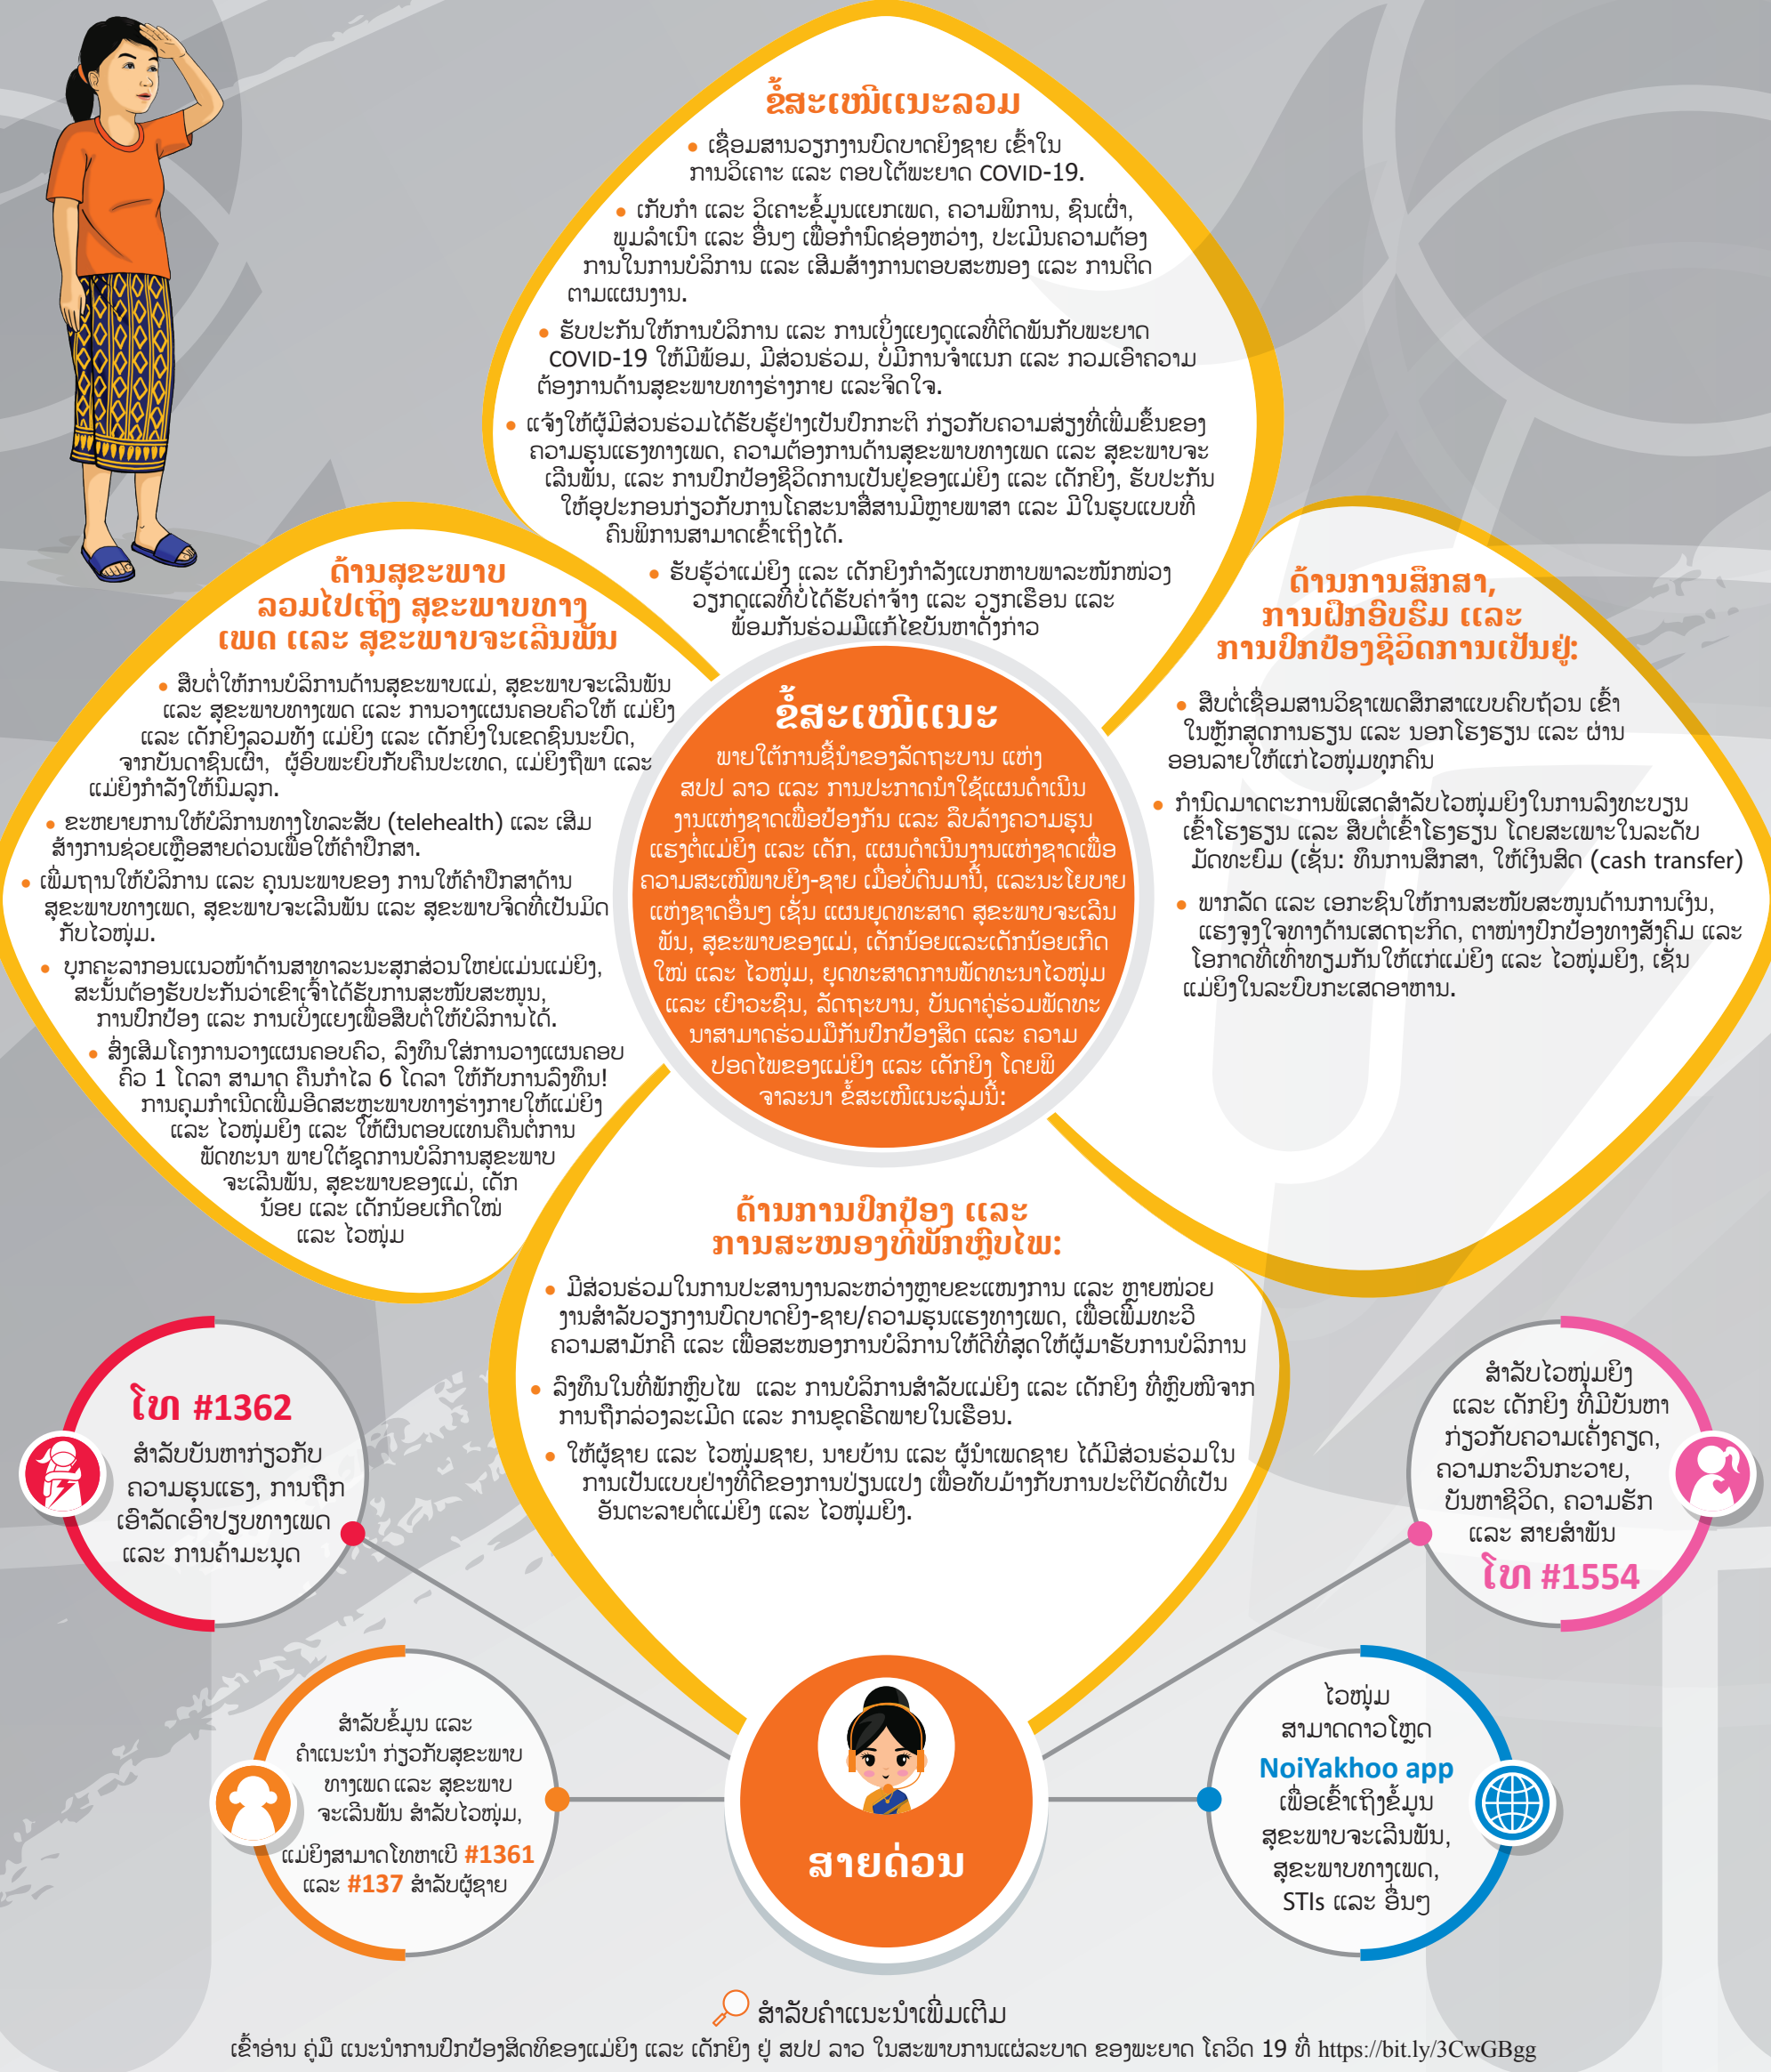 ຂໍ້ສະເໜີແນະລວມ
• ເຊື່ອມສານວຽກງານບົດບາດຍິງຊາຍ ເຂົ້າໃນ
ການວິເຄາະ ແລະ ຕອບໂຕ້ພະຍາດ COVID-19.
• ເກັບກໍາ ແລະ ວິເຄາະຂໍ້ມູນແຍກເພດ, ຄວາມພິການ, ຊົນເຜົ່າ,
ພູມລໍາເນົາ ແລະ ອື່ນໆ ເພື່ອກໍານົດຊ່ອງຫວ່າງ, ປະເມີນຄວາມຕ້ອງ
ການໃນການບໍລິການ ແລະ ເສີມສ້າງການຕອບສະໜອງ ແລະ ການຕິດ
ຕາມແຜນງານ.
• ຮັບປະກັນໃຫ້ການບໍລິການ ແລະ ການເບິ່ງແຍງດູແລທີ່ຕິດພັນກັບພະຍາດ
COVID-19 ໃຫ້ມີພ້ອມ, ມີສ່ວນຮ່ວມ, ບໍ່ມີການຈໍາແນກ ແລະ ກວມເອົາຄວາມ
ຕ້ອງການດ້ານສຸຂະພາບທາງຮ່າງກາຍ ແລະຈິດໃຈ.
• ແຈ້ງໃຫ້ຜູ້ມີສ່ວນຮ່ວມໄດ້ຮັບຮູ້ຢ່າງເປັນປົກກະຕິ ກ່ຽວກັບຄວາມສ່ຽງທີ່ເພີ່ມຂຶ້ນຂອງ
ຄວາມຮຸນແຮງທາງເພດ, ຄວາມຕ້ອງການດ້ານສຸຂະພາບທາງເພດ ແລະ ສຸຂະພາບຈະ
ເລີນພັນ, ແລະ ການປົກປ້ອງຊີວິດການເປັນຢູ່ຂອງແມ່ຍິງ ແລະ ເດັກຍິງ, ຮັບປະກັນ
ໃຫ້ອຸປະກອນກ່ຽວກັບການໂຄສະນາສື່ສານມີຫຼາຍພາສາ ແລະ ມີໃນຮູບແບບທີ່
ຄົນພິການສາມາດເຂົ້າເຖິງໄດ້.
• ຮັບຮູ້ວ່າແມ່ຍິງ ແລະ ເດັກຍິງກໍາລັງແບກຫາບພາລະໜັກໜ່ວງ
ວຽກດູແລທີ່ບໍ່ໄດ້ຮັບຄ່າຈ້າງ ແລະ ວຽກເຮືອນ ແລະ
ພ້ອມກັນຮ່ວມມືແກ້ໄຂບັນຫາດັ່ງກ່າວ
ດ້ານສຸຂະພາບ
ລວມໄປເຖິງ ສຸຂະພາບທາງ
ເພດ ແລະ ສຸຂະພາບຈະເລີນພັນ
• ສືບຕໍ່ໃຫ້ການບໍລິການດ້ານສຸຂະພາບແມ່, ສຸຂະພາບຈະເລີນພັນ
ແລະ ສຸຂະພາບທາງເພດ ແລະ ການວາງແຜນຄອບຄົວໃຫ້ ແມ່ຍິງ
ແລະ ເດັກຍິງລວມທັງ ແມ່ຍິງ ແລະ ເດັກຍິງໃນເຂດຊົນນະບົດ,
ຈາກບັນດາຊົນເຜົ່າ, ຜູ້ອົບພະຍົບກັບຄືນປະເທດ, ແມ່ຍິງຖືພາ ແລະ
ແມ່ຍິງກໍາລັງໃຫ້ນົມລູກ.
• ຂະຫຍາຍການໃຫ້ບໍລິການທາງໂທລະສັບ (telehealth) ແລະ ເສີມ
ສ້າງການຊ່ວຍເຫຼືອສາຍດ່ວນເພື່ອໃຫ້ຄໍາປຶກສາ.
• ເພີ່ມຖານໃຫ້ບໍລິການ ແລະ ຄຸນນະພາບຂອງ ການໃຫ້ຄໍາປຶກສາດ້ານ
ສຸຂະພາບທາງເພດ, ສຸຂະພາບຈະເລີນພັນ ແລະ ສຸຂະພາບຈິດທີ່ເປັນມິດ
ກັບໄວໜຸ່ມ.
• ບຸກຄະລາກອນແນວໜ້າດ້ານສາທາລະນະສຸກສ່ວນໃຫຍ່ແມ່ນແມ່ຍິງ,
ສະນັ້ນຕ້ອງຮັບປະກັນວ່າເຂົາເຈົ້າໄດ້ຮັບການສະໜັບສະໜູນ,
ການປົກປ້ອງ ແລະ ການເບິ່ງແຍງເພື່ອສືບຕໍ່ໃຫ້ບໍລິການໄດ້.
• ສົ່ງເສີມໂຄງການວາງແຜນຄອບຄົວ, ລົງທຶນໃສ່ການວາງແຜນຄອບ
ຄົວ 1 ໂດລາ ສາມາດ ຄືນກໍາໄລ 6 ໂດລາ ໃຫ້ກັບການລົງທຶນ!
ການຄຸມກໍາເນີດເພີ່ມອິດສະຫຼະພາບທາງຮ່າງກາຍໃຫ້ແມ່ຍິງ
ແລະ ໄວໜຸ່ມຍິງ ແລະ ໃຫ້ຜົນຕອບແທນຄືນຕໍ່ການ
ພັດທະນາ ພາຍໃຕ້ຊຸດການບໍລິການສຸຂະພາບ
ຈະເລີນພັນ, ສຸຂະພາບຂອງແມ່, ເດັກ
ນ້ອຍ ແລະ ເດັກນ້ອຍເກີດໃໝ່
ແລະ ໄວໜຸ່ມ
ຂໍ້ສະເໜີແນະ
ພາຍໃຕ້ການຊີ້ນໍາຂອງລັດຖະບານ ແຫ່ງ
ສປປ ລາວ ແລະ ການປະກາດນໍາໃຊ້ແຜນດໍາເນີນ
ງານແຫ່ງຊາດເພື່ອປ້ອງກັນ ແລະ ລຶບລ້າງຄວາມຮຸນ
ແຮງຕໍ່ແມ່ຍິງ ແລະ ເດັກ, ແຜນດໍາເນີນງານແຫ່ງຊາດເພື່ອ
ຄວາມສະເໝີພາບຍິງ-ຊາຍ ເມື່ອບໍ່ດົນມານີ້, ແລະນະໂຍບາຍ
ແຫ່ງຊາດອື່ນໆ ເຊັ່ນ ແຜນຍຸດທະສາດ ສຸຂະພາບຈະເລີນ
ພັນ, ສຸຂະພາບຂອງແມ່, ເດັກນ້ອຍແລະເດັກນ້ອຍເກີດ
ໃໝ່ ແລະ ໄວໜຸ່ມ, ຍຸດທະສາດການພັດທະນາໄວໜຸ່ມ
ແລະ ເຍົາວະຊົນ, ລັດຖະບານ, ບັນດາຄູ່ຮ່ວມພັດທະ
ນາສາມາດຮ່ວມມືກັນປົກປ້ອງສິດ ແລະ ຄວາມ
ປອດໄພຂອງແມ່ຍິງ ແລະ ເດັກຍິງ ໂດຍພິ
ຈາລະນາ ຂໍ້ສະເໜີແນະລຸ່ມນີ້:
ດ້ານການສຶກສາ,
ການຝຶກອົບຮົມ ແລະ
ການປົກປ້ອງຊີວິດການເປັນຢູ່:
• ສືບຕໍ່ເຊື່ອມສານວິຊາເພດສຶກສາແບບຄົບຖ້ວນ ເຂົ້າ
ໃນຫຼັກສູດການຮຽນ ແລະ ນອກໂຮງຮຽນ ແລະ ຜ່ານ
ອອນລາຍໃຫ້ແກ່ໄວໜຸ່ມທຸກຄົນ
• ກໍານົດມາດຕະການພິເສດສໍາລັບໄວໜຸ່ມຍິງໃນການລົງທະບຽນ
ເຂົ້າໂຮງຮຽນ ແລະ ສືບຕໍ່ເຂົ້າໂຮງຮຽນ ໂດຍສະເພາະໃນລະດັບ
ມັດທະຍົມ (ເຊັ່ນ: ທຶນການສຶກສາ, ໃຫ້ເງິນສົດ (cash transfer)
• ພາກລັດ ແລະ ເອກະຊົນໃຫ້ການສະໜັບສະໜູນດ້ານການເງິນ,
ແຮງຈູງໃຈທາງດ້ານເສດຖະກິດ, ຕາໜ່າງປົກປ້ອງທາງສັງຄົມ ແລະ
ໂອກາດທີ່ເທົ່າທຽມກັນໃຫ້ແກ່ແມ່ຍິງ ແລະ ໄວໜຸ່ມຍິງ, ເຊັ່ນ
ແມ່ຍິງໃນລະບົບກະເສດອາຫານ.
ດ້ານການປົກປ້ອງ ແລະ
ການສະໜອງທີ່ພັກຫຼົບໄພ:
• ມີສ່ວນຮ່ວມໃນການປະສານງານລະຫວ່າງຫຼາຍຂະແໜງການ ແລະ ຫຼາຍໜ່ວຍ
ງານສໍາລັບວຽກງານບົດບາດຍິງ-ຊາຍ/ຄວາມຮຸນແຮງທາງເພດ, ເພື່ອເພີ່ມທະວີ
ຄວາມສາມັກຄີ ແລະ ເພື່ອສະໜອງການບໍລິການໃຫ້ດີທີ່ສຸດໃຫ້ຜູ້ມາຮັບການບໍລິການ
• ລົງທຶນໃນທີ່ພັກຫຼົບໄພ ແລະ ການບໍລິການສໍາລັບແມ່ຍິງ ແລະ ເດັກຍິງ ທີ່ຫຼົບໜີຈາກ
ການຖືກລ່ວງລະເມີດ ແລະ ການຂູດຮີດພາຍໃນເຮືອນ.
• ໃຫ້ຜູ້ຊາຍ ແລະ ໄວໜຸ່ມຊາຍ, ນາຍບ້ານ ແລະ ຜູ້ນໍາເພດຊາຍ ໄດ້ມີສ່ວນຮ່ວມໃນ
ການເປັນແບບຢ່າງທີ່ດີຂອງການປ່ຽນແປງ ເພື່ອທັບມ້າງກັບການປະຕິບັດທີ່ເປັນ
ອັນຕະລາຍຕໍ່ແມ່ຍິງ ແລະ ໄວໜຸ່ມຍິງ.
ໂທ #1362
ສໍາລັບບັນຫາກ່ຽວກັບ
ຄວາມຮຸນແຮງ, ການຖືກ
ເອົາລັດເອົາປຽບທາງເພດ
ແລະ ການຄ້າມະນຸດ
ສໍາລັບໄວໜຸ່ມຍິງ
ແລະ ເດັກຍິງ ທີ່ມີບັນຫາ
ກ່ຽວກັບຄວາມເຄັ່ງຄຽດ,
ຄວາມກະວົນກະວາຍ,
ບັນຫາຊີວິດ, ຄວາມຮັກ
ແລະ ສາຍສໍາພັນ
ໂທ #1554
ສໍາລັບຂໍ້ມູນ ແລະ
ຄໍາແນະນໍາ ກ່ຽວກັບສຸຂະພາບ
ທາງເພດ ແລະ ສຸຂະພາບ
ຈະເລີນພັນ ສໍາລັບໄວໜຸ່ມ,
ແມ່ຍິງສາມາດໂທຫາເບີ #1361
ແລະ #137 ສໍາລັບຜູ້ຊາຍ
ສາຍດ່ວນ
ໄວໜຸ່ມ
ສາມາດດາວໂຫຼດ
NoiYakhoo app
ເພື່ອເຂົ້າເຖິງຂໍ້ມູນ
ສຸຂະພາບຈະເລີນພັນ,
ສຸຂະພາບທາງເພດ,
STIs ແລະ ອື່ນໆ
ສໍາລັບຄໍາແນະນໍາເພີ່ມເຕີມ
ເຂົ້າອ່ານ ຄູ່ມື ແນະນໍາການປົກປ້ອງສິດທິຂອງແມ່ຍິງ ແລະ ເດັກຍິງ ຢູ່ ສປປ ລາວ ໃນສະພາບການແຜ່ລະບາດ ຂອງພະຍາດ ໂຄວິດ 19 ທີ່ https://bit.ly/3CwGBgg